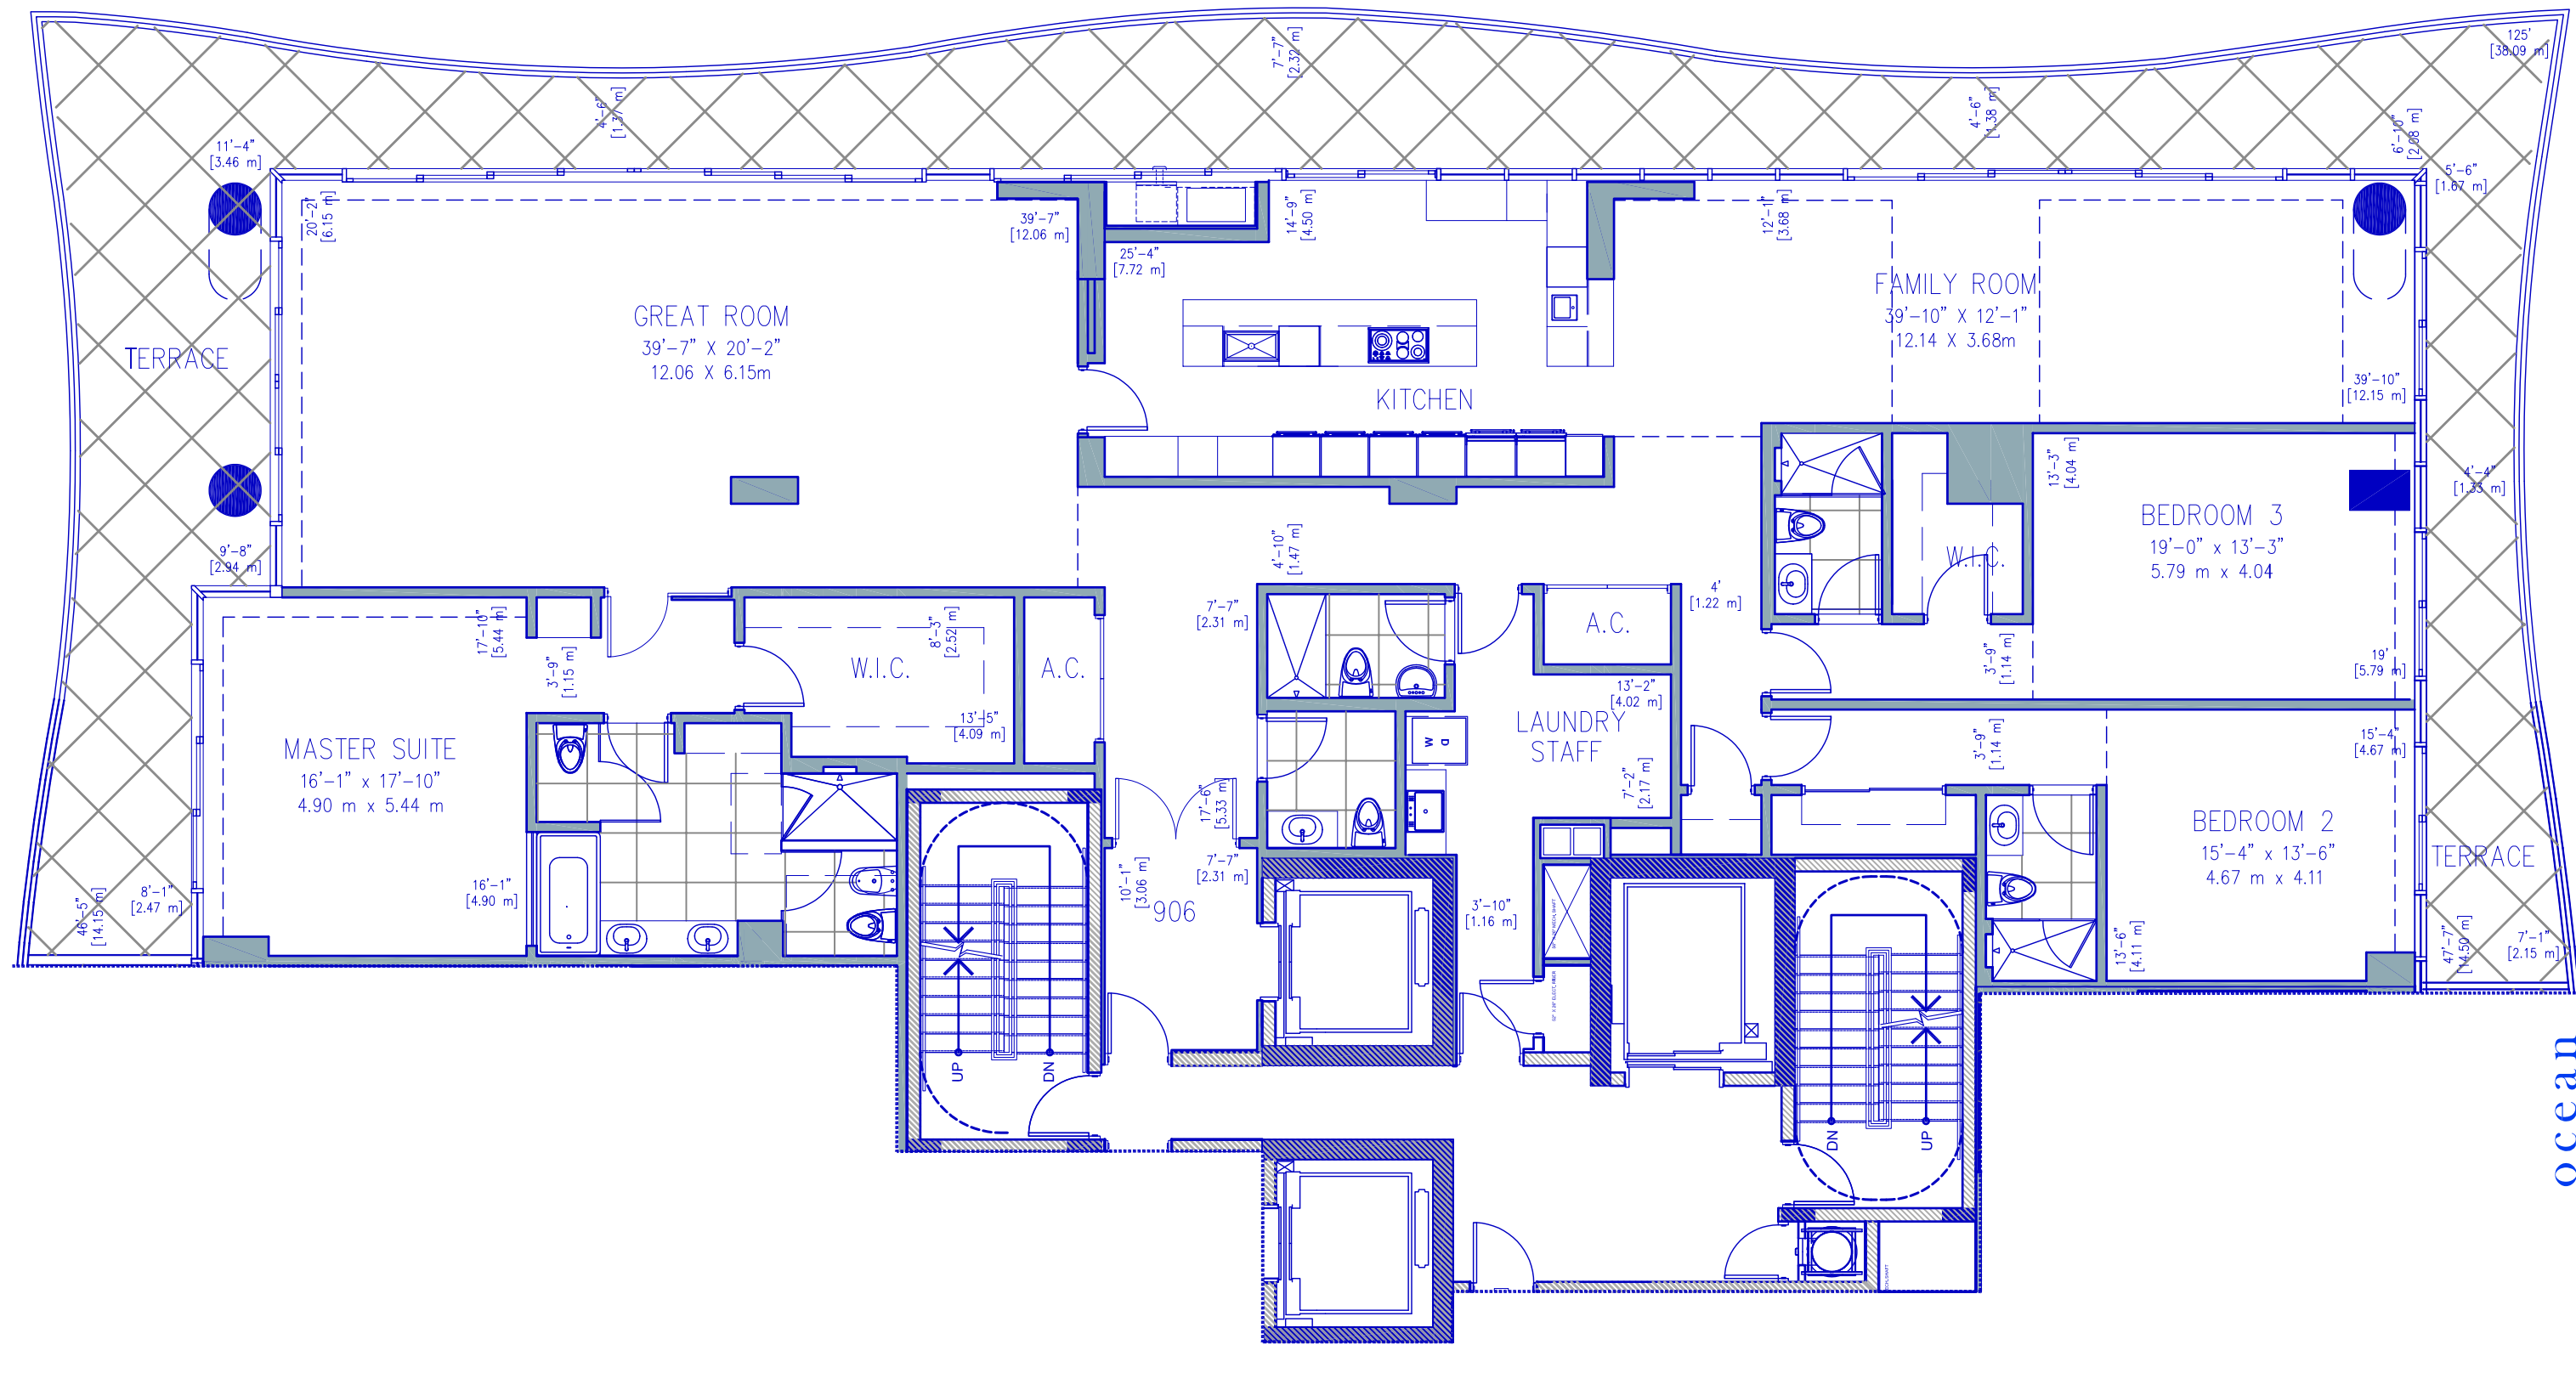 125'
[38.09 m]
7'-7"
[2.32 m]
4'-6"
[1.37 m]
4'-6"
[1.38 m]
6'-10"
[2.08 m]
11'-4"
[3.46 m]
5'-6"
[1.67 m]
20'-2"
[6.15 m]
39'-7"
[12.06 m]
14'-9"
[4.50 m]
12'-1"
[3.68 m]
25'-4"
[7.72 m]
FAMILY ROOM
39'-10" X 12'-1"
12.14 X 3.68m
GREAT ROOM
39'-7" X 20'-2"
12.06 X 6.15m
TERRACE
KITCHEN
39'-10"
[12.15 m]
13'-3"
[4.04 m]
4'-4"
[1.33 m]
BEDROOM 3
19'-0" x 13'-3"
5.79 m x 4.04
9'-8"
[2.94 m]
4'-10"
[1.47 m]
W.I.C.
4'
[1.22 m]
7'-7"
[2.31 m]
A.C.
17'-10"
[5.44 m]
8'-3"
[2.52 m]
3'-9"
[1.15 m]
W.I.C.
A.C.
3'-9"
[1.14 m]
19'
[5.79 m]
13'-2"
[4.02 m]
13'-5"
[4.09 m]
LAUNDRY
STAFF
W D
MASTER SUITE
16'-1" x 17'-10"
4.90 m x 5.44 m
3'-9"
[1.14 m]
15'-4"
[4.67 m]
17'-6"
[5.33 m]
7'-2"
[2.17 m]
BEDROOM 2
15'-4" x 13'-6"
4.67 m x 4.11
TERRACE
7'-7"
[2.31 m]
10'-1"
[3.06 m]
906
16'-1"
[4.90 m]
8'-1"
[2.47 m]
46'-5"
[14.15 m]
3'-10"
[1.16 m]
13'-6"
[4.11 m]
47'-7"
[14.50 m]
7'-1"
[2.15 m]
UP
DN
DN
UP
ocean